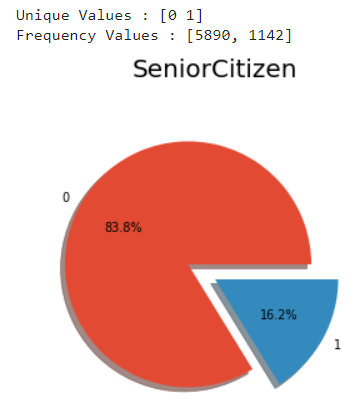 Unique Values : [0 1]
Frequency Values : [5890, 1142]
SeniorCitizen
0
83.8%
16.2%
1